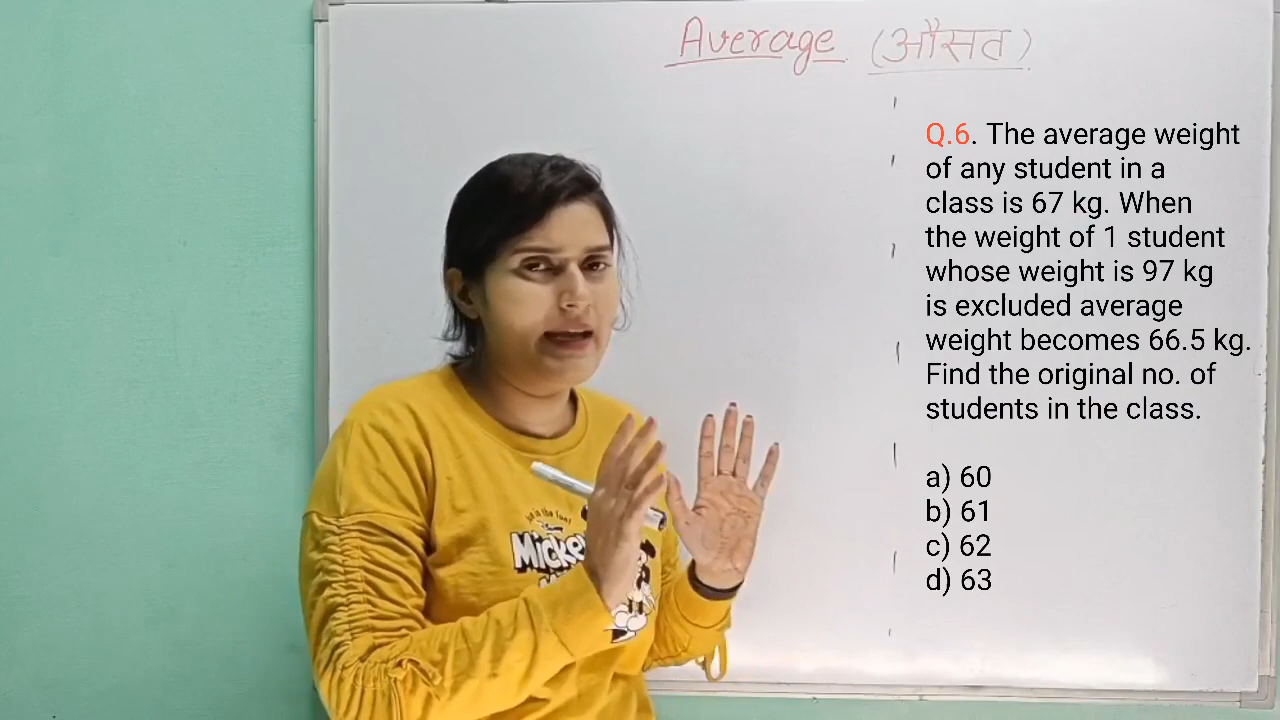 Average (औसत)
Q.6. The average weight
of any student in a
class is 67 kg. When
the weight of 1 student
whose weight is 97 kg
is excluded average
weight becomes 66.5 kg.
Find the original no. of
students in the class.
a) 60
b) 61
c) 62
d) 63